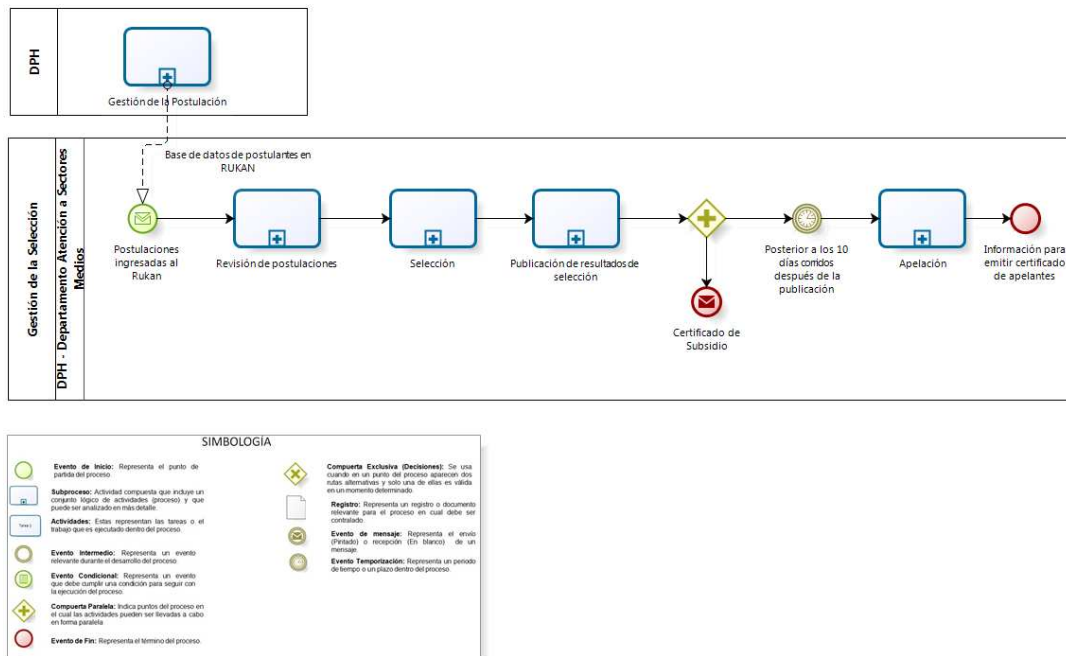 DPH
Gestión de la Postulación
Base de datos de postulantes en
RUKAN
Gestión de la Selección
DPH - Departamento Atención a Sectores
Medios
Postulaciones
ingresadas al
Rukan
Revisión de postulaciones
Selección
Publicación de resultados de
selección
Certificado de
Subsidio
Posterior a los 10
días corridos
después de la
publicación
Apelación
Información para
emitir certificado
de apelantes
SIMBOLOGÍA
Evento de Inicio: Representa el punto de
partida del proceso.
Subproceso: Actividad compuesta que incluye un
conjunto lógico de actividades (proceso) y que
puede ser analizado en más detalle.
Actividades: Estas representan las tareas o el
trabajo que es ejecutado dentro del proceso.
Evento Intermedio: Representa un evento
relevante durante el desarrollo del proceso.
Evento Condicional: Representa un evento
que debe cumplir una condición para seguir con
la ejecución del proceso.
Compuerta Paralela: Indica puntos del proceso en
el cual las actividades pueden ser llevadas a cabo
en forma paralela
Evento de Fin: Representa el término del proceso.
Compuerta Exclusiva (Decisiones): Se usa
cuando en un punto del proceso aparecen dos
rutas alternativas y solo una de ellas es válida
en un momento determinado.
Registro: Representa un registro o documento
relevante para el proceso en cual debe ser
contralado.
Evento de mensaje: Representa el envío
(Pintado) o recepción (En blanco) de un
mensaje.
Evento Temporización: Representa un periodo
de tiempo o un plazo dentro del proceso.